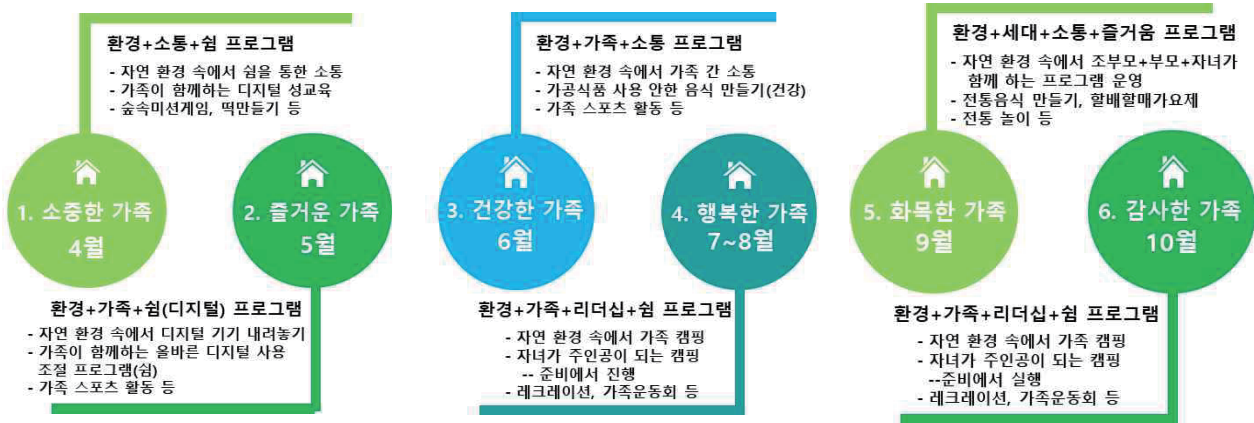 환경+소통+쉼 프로그램
- 자연 환경 속에서 쉼을 통한 소통
- 가족이 함께하는 디지털 성교육
- 숲속미션게임, 떡만들기 등
1. 소중한 가족
4월
2. 즐거운 가족
5월
환경+가족+쉼(디지털) 프로그램
- 자연 환경 속에서 디지털 기기 내려놓기
- 가족이 함께하는 올바른 디지털 사용
조절 프로그램(쉼)
- 가족 스포츠 활동 등
환경+가족+소통 프로그램
- 자연 환경 속에서 가족 간 소통
- 가공식품 사용 안한 음식 만들기(건강)
- 가족 스포츠 활동 등
3. 건강한 가족
6월
4. 행복한 가족
7~8월
환경+가족+리더십+쉼 프로그램
- 자연 환경 속에서 가족 캠핑
- 자녀가 주인공이 되는 캠핑
-- 준비에서 진행
- 레크레이션, 가족운동회 등
환경+세대+소통+즐거움 프로그램
- 자연 환경 속에서 조부모+부모+자녀가
함께 하는 프로그램 운영
- 전통음식 만들기, 할배할매가요제
- 전통 놀이 등
5. 화목한 가족
9월
6. 감사한 가족
10월
환경+가족+리더십+쉼 프로그램
- 자연 환경 속에서 가족 캠핑
- 자녀가 주인공이 되는 캠핑
--준비에서 실행
- 레크레이션, 가족운동회 등